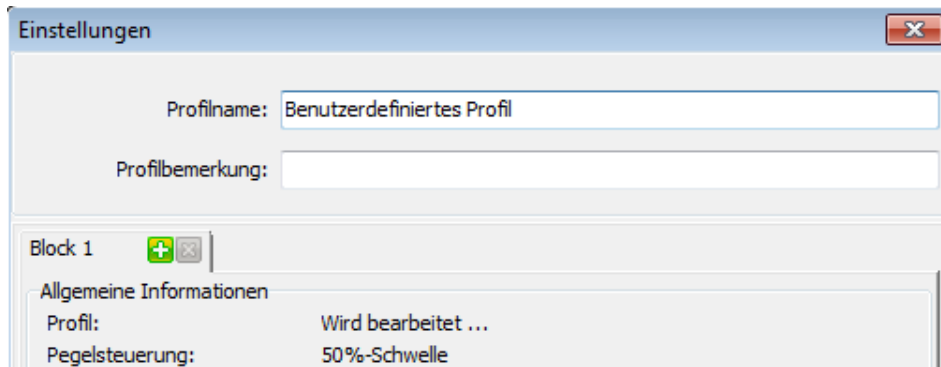 Einstellungen
Profilname: Benutzerdefiniertes Profil
Profilbemerkung:
Block 1
Allgemeine Informationen
Profil: Wird bearbeitet ...
Pegelsteuerung: 50%-Schwelle